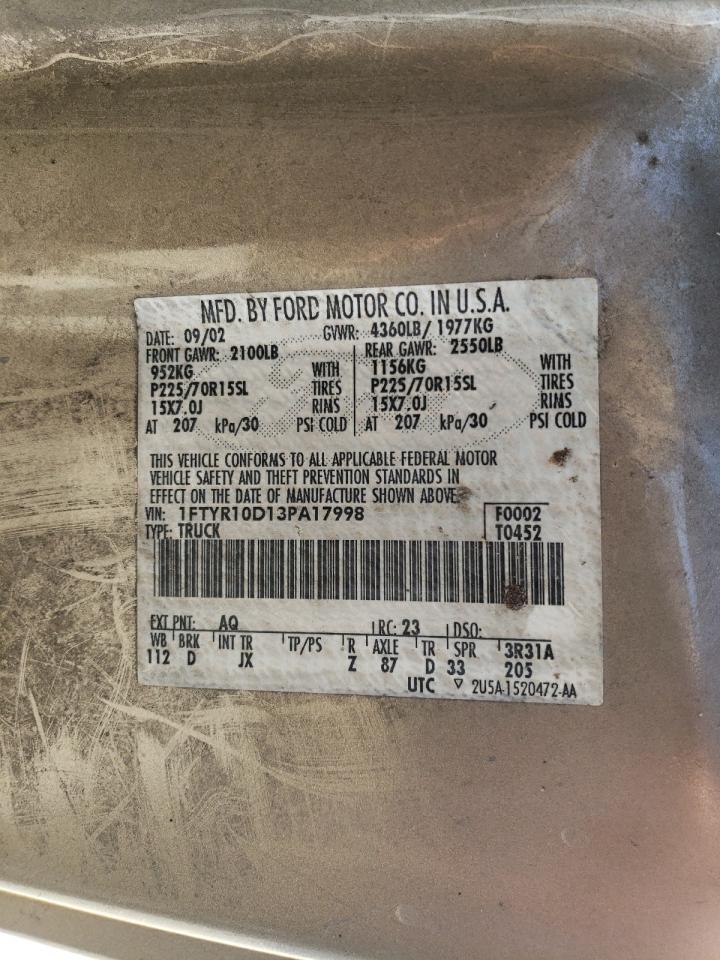 MFD. BY FORD MOTOR CO. IN U.S.A.
DATE: 09/02 GVWR: 4360LB/ 1977KG
FRONT GAWR: 2100LB REAR GAWR: 2550LB
952KG WITH 1156KG WITH
P225/70R15SL TIRES P225/70R15SL TIRES
15X7.0J RIMS 15X7.0J RIMS
AT 207 kPa/30 PSI COLD AT 207 kPa/30 PSI COLD
THIS VEHICLE CONFORMS TO ALL APPLICABLE FEDERAL MOTOR
VEHICLE SAFETY AND THEFT PREVENTION STANDARDS IN
EFFECT ON THE DATE OF MANUFACTURE SHOWN ABOVE.
VIN: 1FTYR10D13PA17998 F0002
TYPE: TRUCK T0452
EXT PNT: AQ RC: 23 DSO:
WB BRK INT TR TP/PS R AXLE TR SPR 3R31A
112 D JX Z 87 D 33 205
UTC ▽ 2U5A-1520472-AA